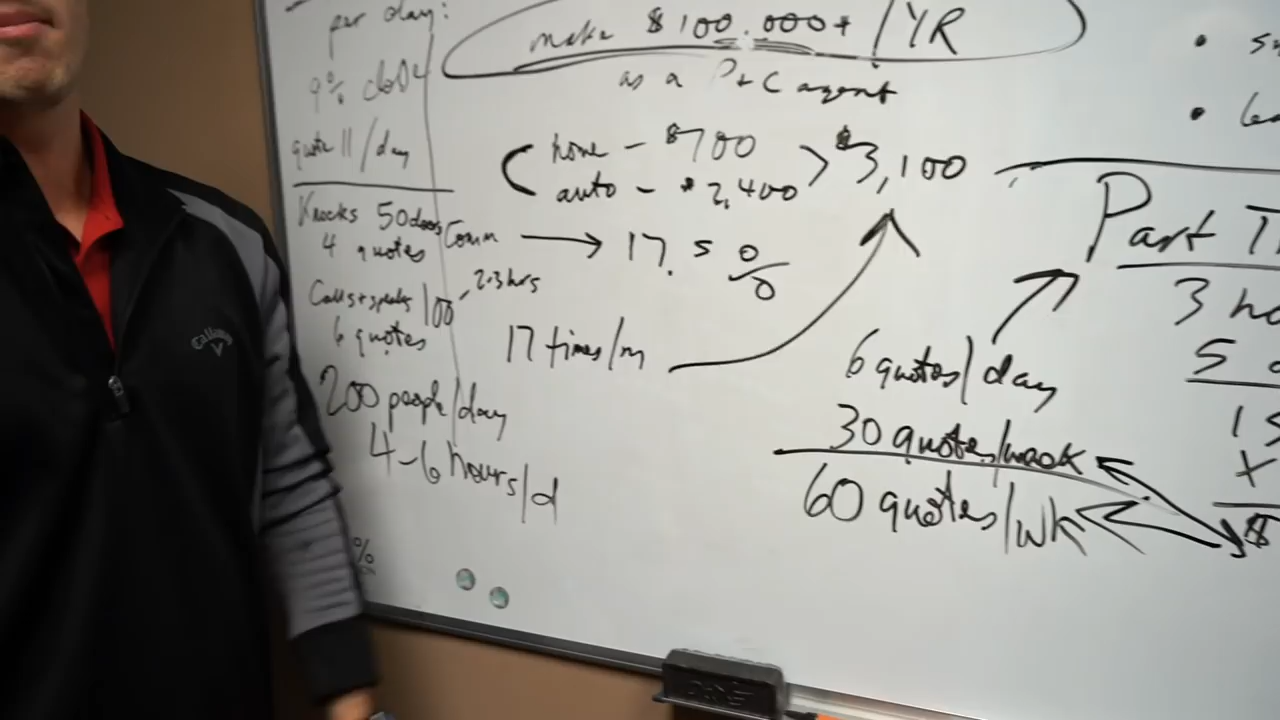 per day:
9% close
quote 11/day
Knocks 50 doors
4 quotes
Calls + speaks/100
2-3 hrs
6 quotes
200 people/day
4-6 hours/d
%
make $100.000+ /YR
as a P+C agent
home - $700
auto - $2,400
$3,100
Comm → 17.5%
17 times/m
6 quotes/day
30 quotes/week
60 quotes/wk
Part
3
5
$
Callaway